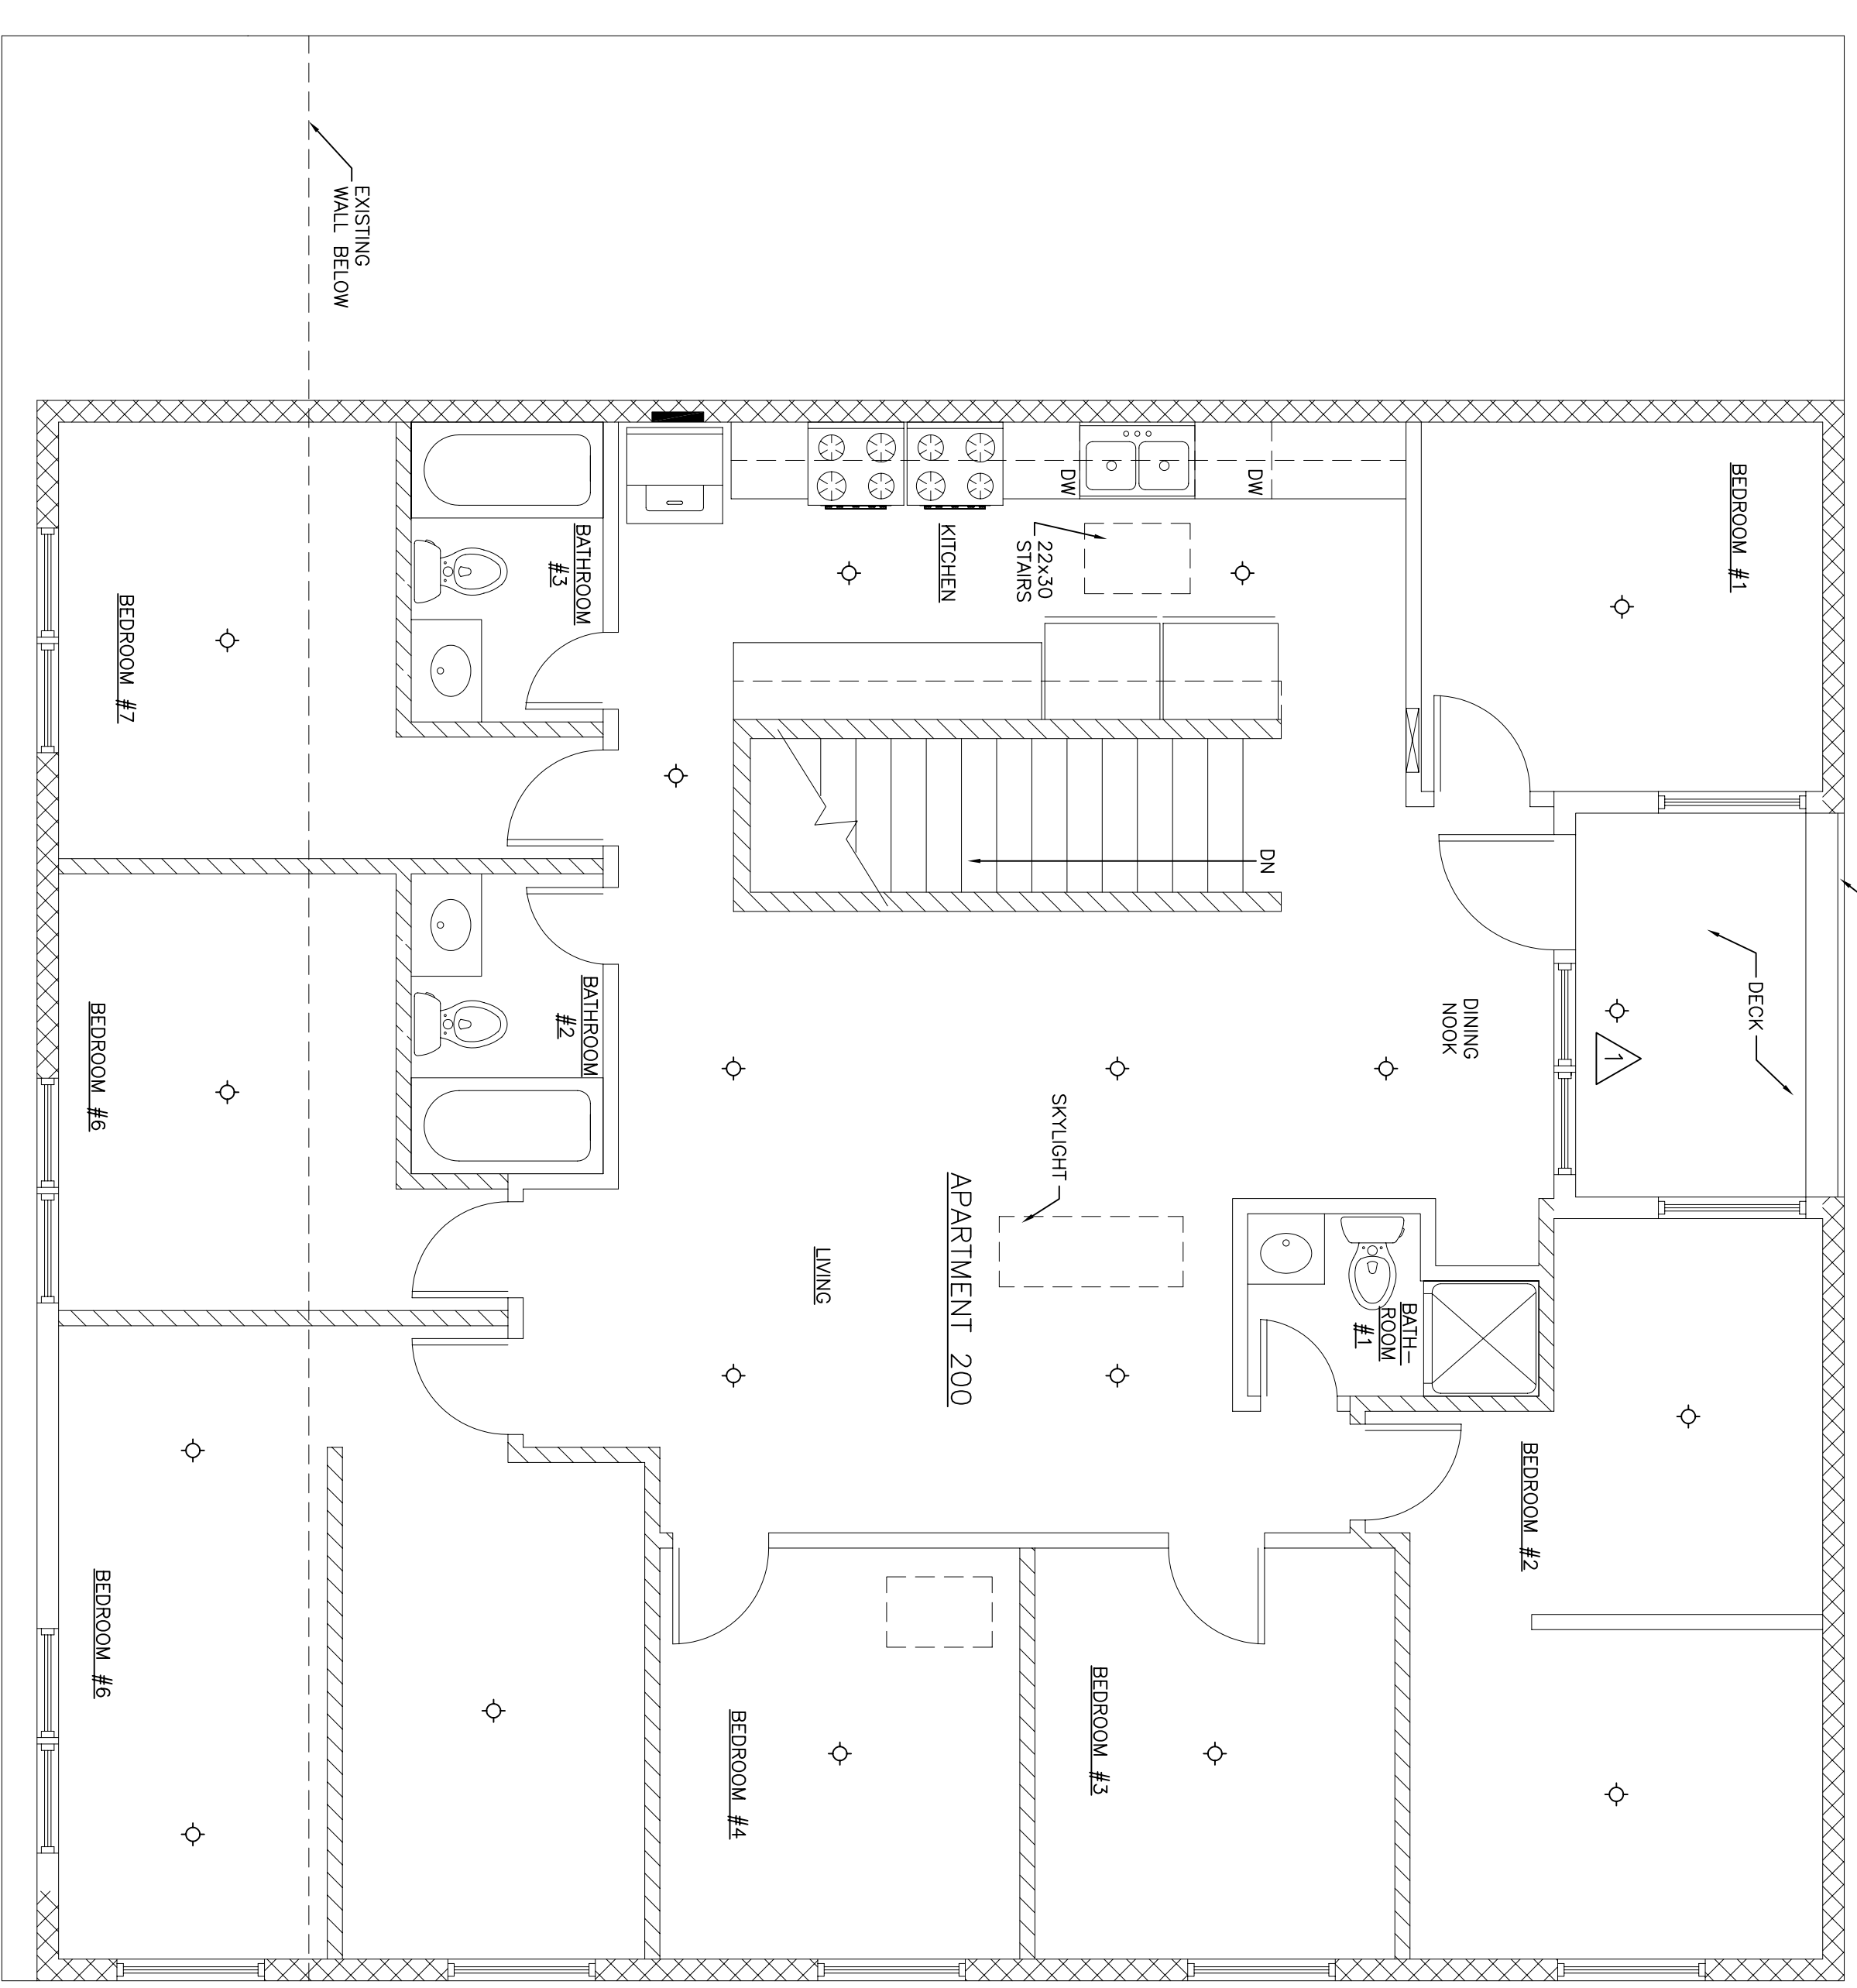 EXISTING
WALL BELOW
BEDROOM #1
BATHROOM
#3
KITCHEN
22x30
STAIRS
DW
DW
BEDROOM #7
DN
DECK
1
DINING
NOOK
BATHROOM
#2
BEDROOM #6
SKYLIGHT
APARTMENT 200
LIVING
BATH-
ROOM
#1
BEDROOM #2
BEDROOM #6
BEDROOM #3
BEDROOM #4